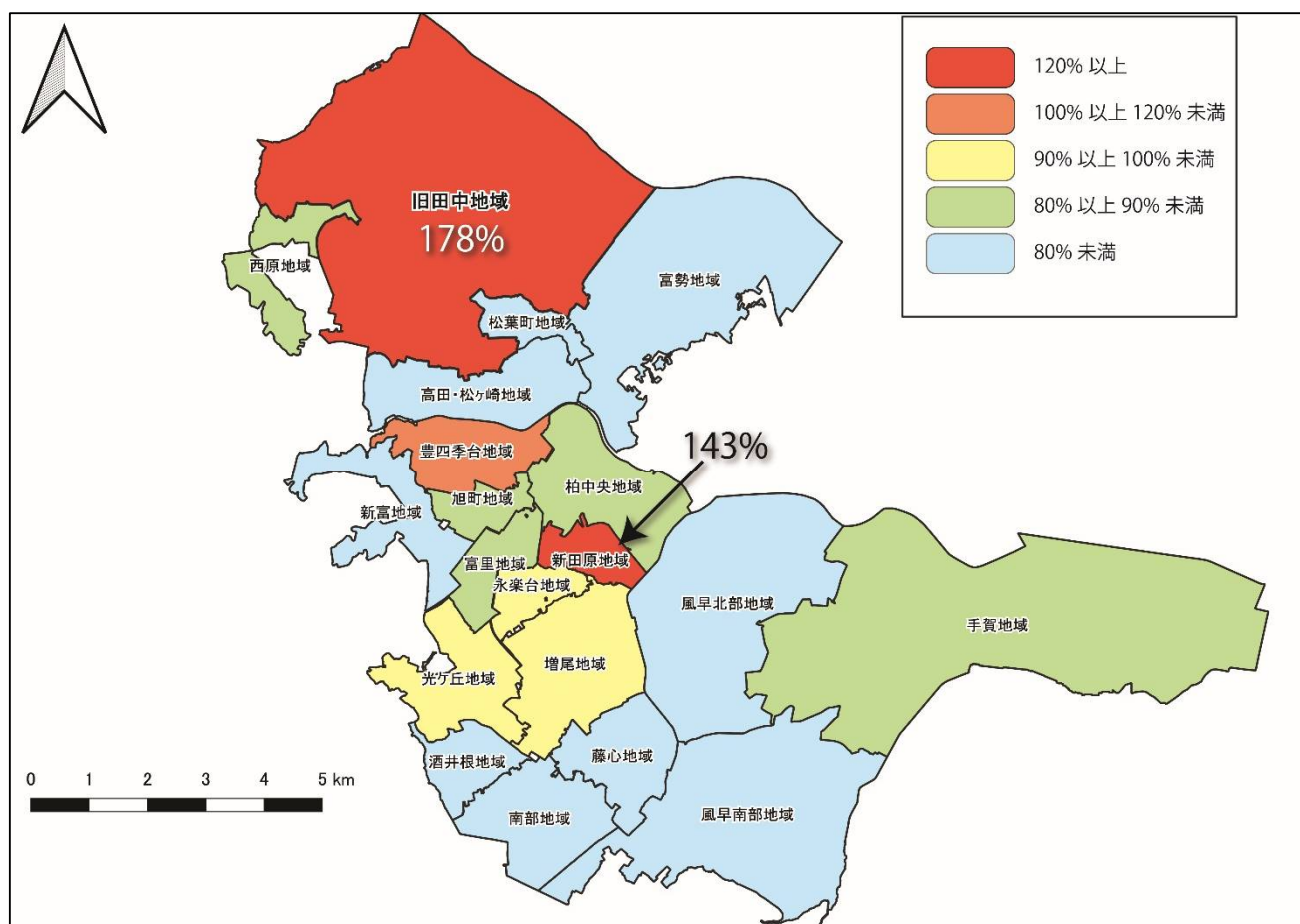 120% 以上
100% 以上 120% 未満
90% 以上 100% 未満
80% 以上 90% 未満
80% 未満
旧田中地域
178%
西原地域
富勢地域
松葉町地域
高田・松ヶ崎地域
豊四季台地域
143%
柏中央地域
旭町地域
新富地域
富里地域
新田原地域
永楽台地域
風早北部地域
手賀地域
増尾地域
光ケ丘地域
藤心地域
酒井根地域
0 1 2 3 4 5 km
南部地域
風早南部地域